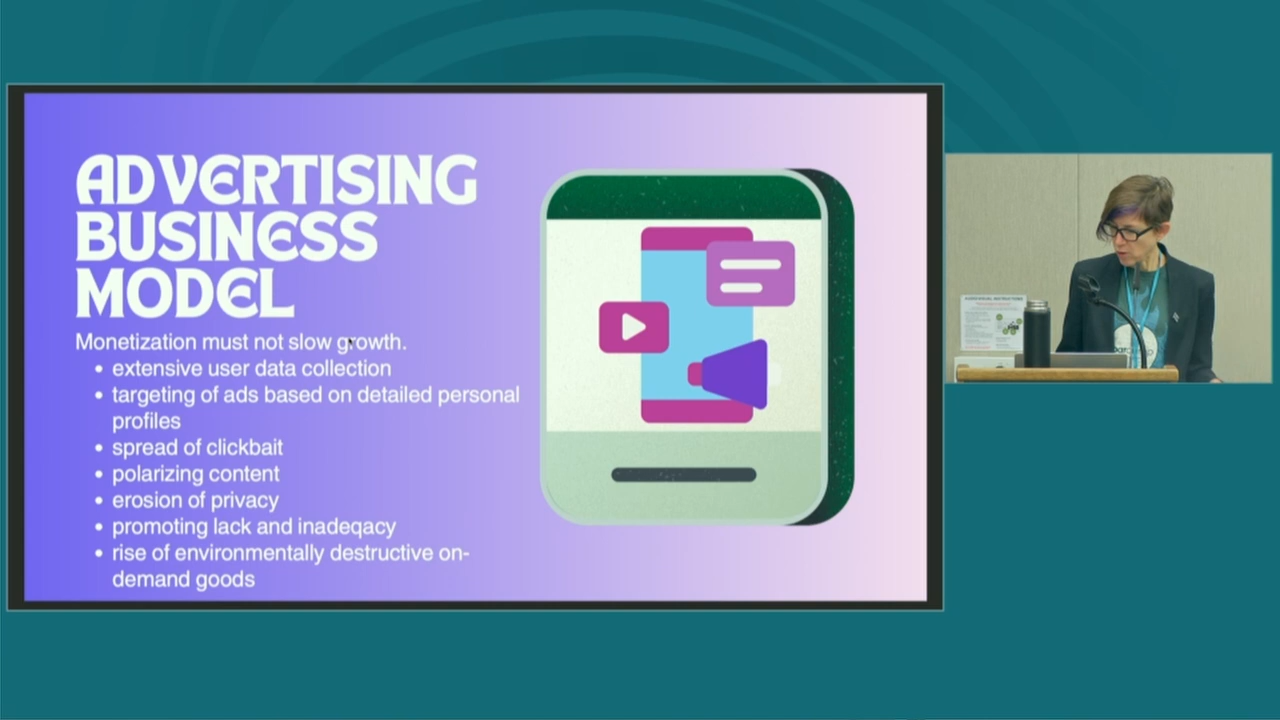 ADVERTISING
BUSINESS
MODEL
Monetization must not slow growth.
• extensive user data collection
• targeting of ads based on detailed personal
profiles
• spread of clickbait
• polarizing content
• erosion of privacy
• promoting lack and inadeqacy
• rise of environmentally destructive on-
demand goods